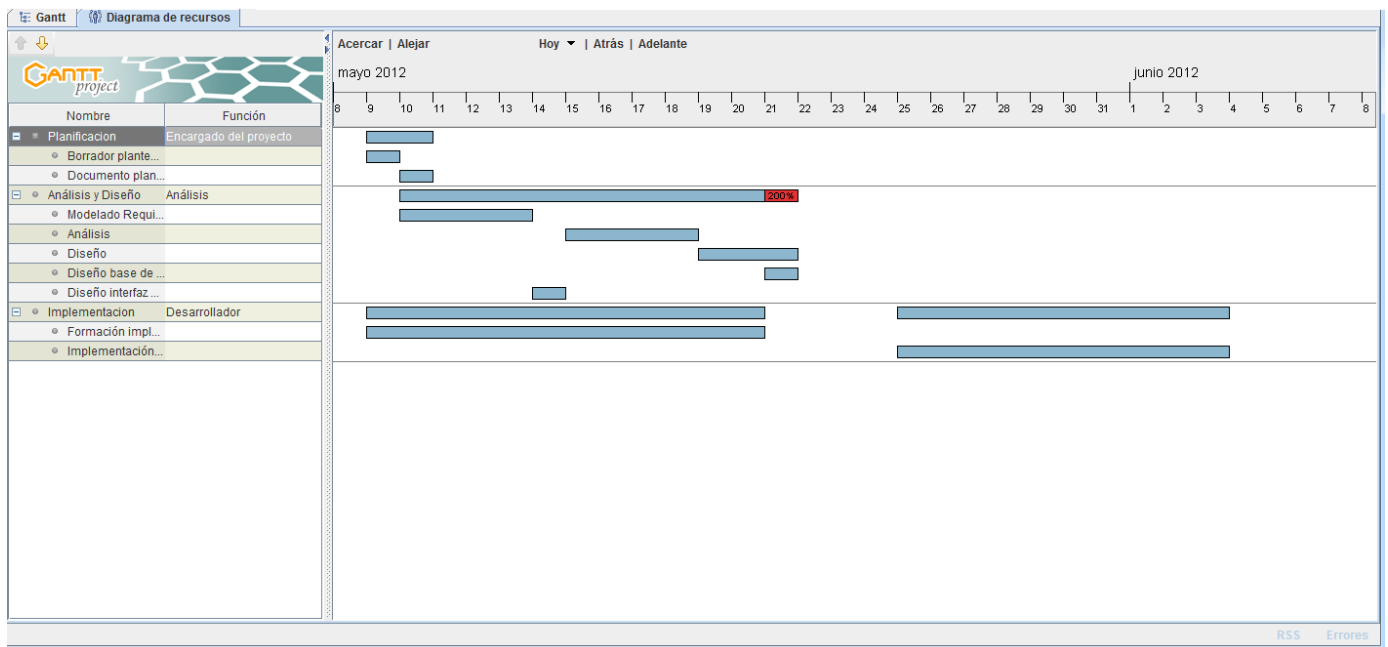 Gantt Diagrama de recursos
Acercar | Alejar Hoy | Atrás | Adelante
GANTT project
mayo 2012 junio 2012
8 9 10 11 12 13 14 15 16 17 18 19 20 21 22 23 24 25 26 27 28 29 30 31 1 2 3 4 5 6 7 8
Nombre Función
Planificacion Encargado del proyecto
Borrador plante...
Documento plan...
Análisis y Diseño Análisis 200%
Modelado Requi...
Análisis
Diseño
Diseño base de ...
Diseño interfaz ...
Implementacion Desarrollador
Formación impl...
Implementación...
RSS Errores